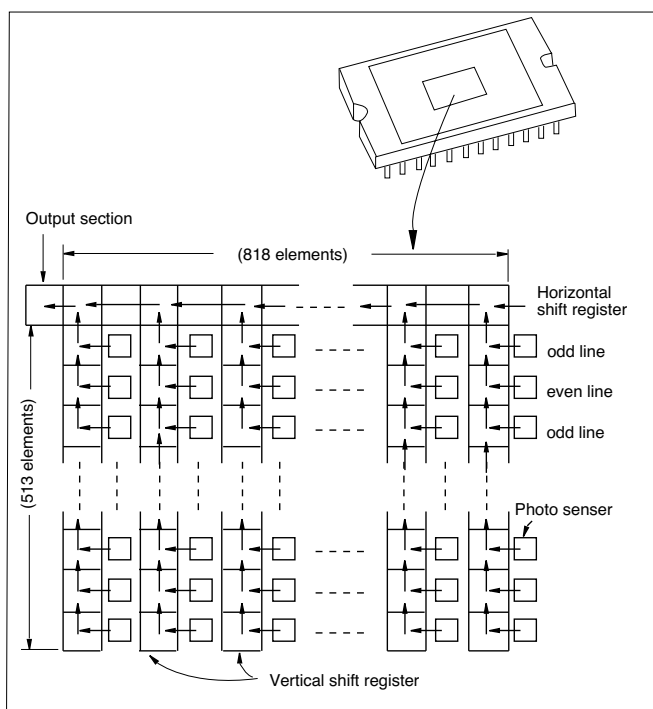 Output section
(818 elements)
Horizontal
shift register
odd line
even line
odd line
(513 elements)
Photo senser
Vertical shift register